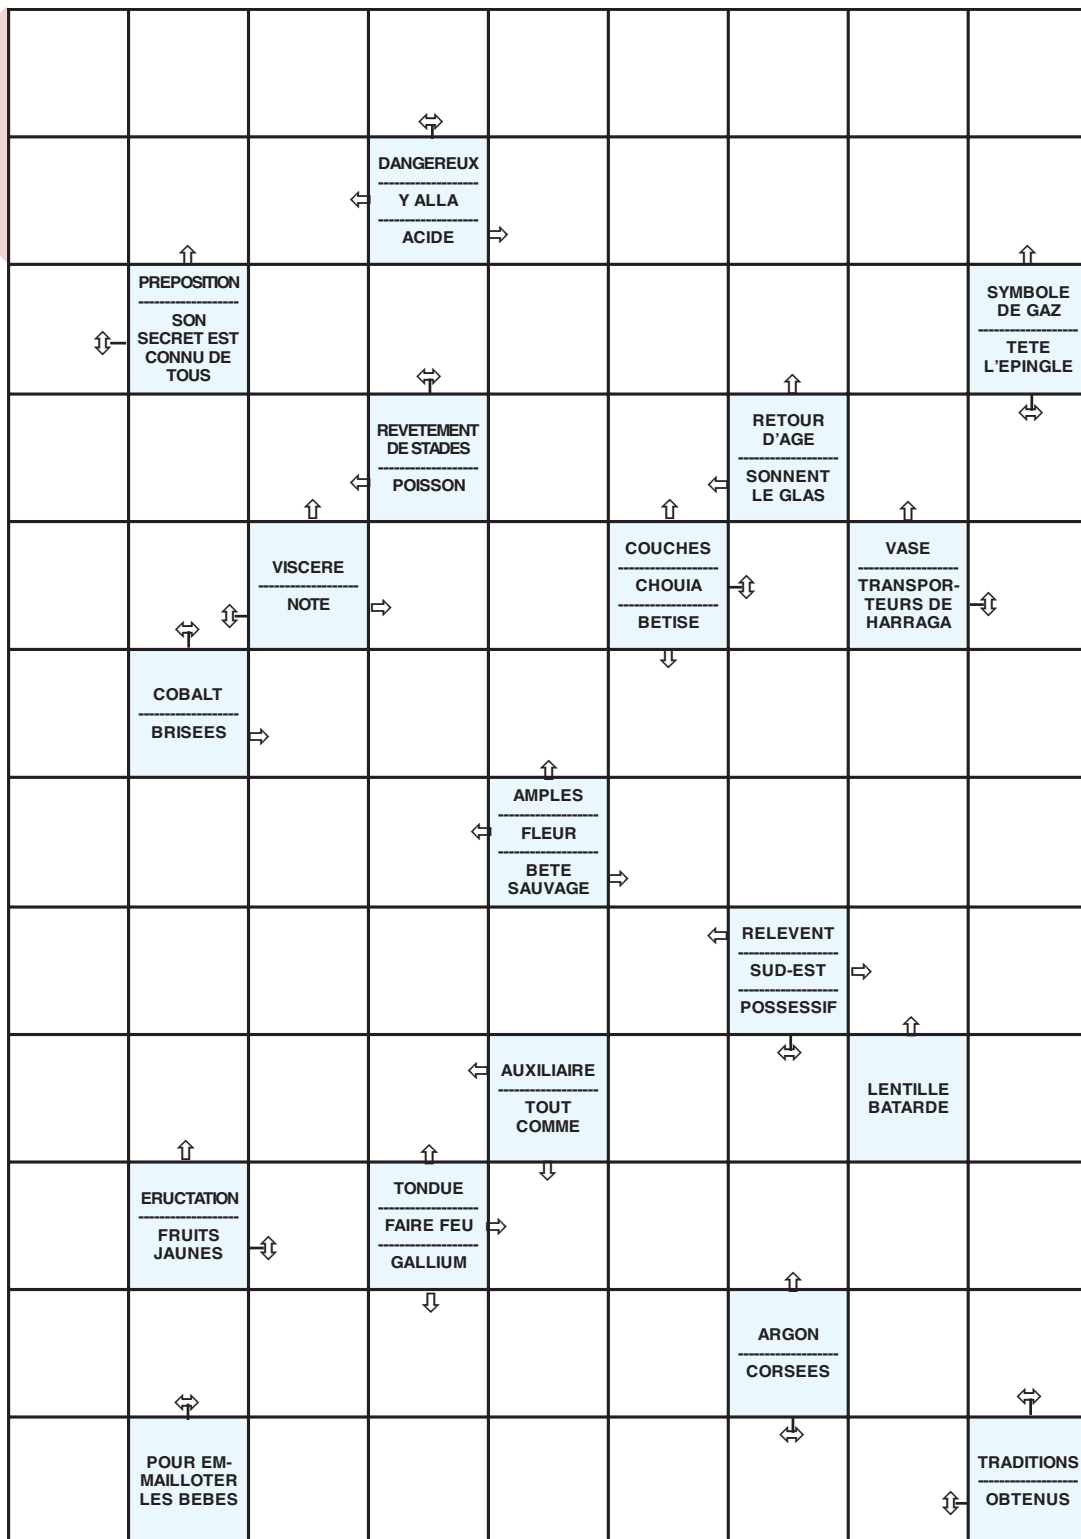 DANGEREUX
Y ALLA
ACIDE
PREPOSITION
SON
SECRET EST
CONNU DE
TOUS
SYMBOLE
DE GAZ
TETE
L'EPINGLE
REVETEMENT
DE STADES
POISSON
RETOUR
D'AGE
SONNENT
LE GLAS
VISCERE
NOTE
COUCHES
CHOUIA
BETISE
VASE
TRANSPOR-
TEURS DE
HARRAGA
COBALT
BRISEES
AMPLES
FLEUR
BETE
SAUVAGE
RELEVENT
SUD-EST
POSSESSIF
AUXILIAIRE
TOUT
COMME
LENTILLE
BATARDE
ERUCTATION
FRUITS
JAUNES
TONDUE
FAIRE FEU
GALLIUM
ARGON
CORSEES
POUR EM-
MAILLOTER
LES BEBES
TRADITIONS
OBTENUS